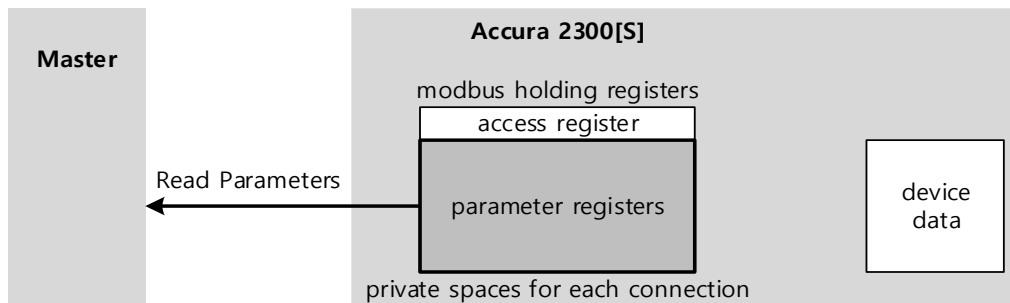 Accura 2300[S]
Master
modbus holding registers
access register
Read Parameters
parameter registers
device
data
private spaces for each connection